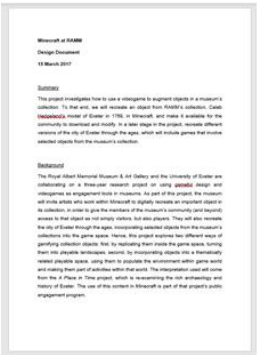 Minecraft at RAMM
Design Document
15 March 2017
Summary
This project investigates how to use a videogame to augment objects in a museum's
collection. To that end, we will recreate an object from RAMM's collection, Caleb
Hedgeland's model of Exeter in 1769, in Minecraft, and make it available for the
community to download and modify. In a later stage in the project, recreate different
versions of the city of Exeter through the ages, which will include games that involve
selected objects from the museum's collection.
Background
The Royal Albert Memorial Museum & Art Gallery and the University of Exeter are
collaborating on a three-year research project on using gameful design and
videogames as engagement tools in museums. As part of this project, the museum
will invite artists who work within Minecraft to digitally recreate an important object in
its collection, in order to give the members of the museum's community (and beyond)
access to that object as not simply visitors, but also players. They will also recreate
the city of Exeter through the ages, incorporating selected objects from the museum's
collections into the game space. Hence, this project explores two different ways of
gamifying collection objects: first, by replicating them inside the game space, turning
them into playable landscapes; second, by incorporating objects into a thematically
related playable space, using them to populate the environment within game world
and making them part of activities within that world. The interpretation used will come
from the A Place in Time project, which is re-examining the rich archaeology and
history of Exeter. The use of this content in Minecraft is part of that project's public
engagement program.